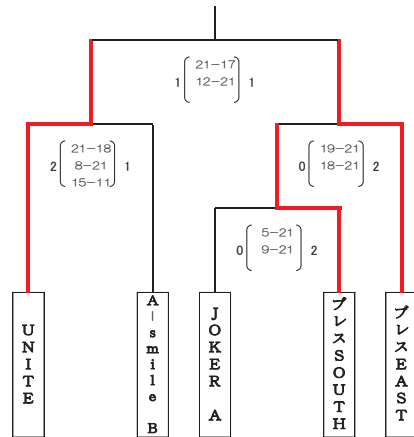 21-17
1 12-21 1
21-18
2 8-21 1
15-11
19-21
0 18-21 2
5-21
0 9-21 2
UNITE
A-smile B
JOKER A
ブレスSOUTH
ブレスEAST